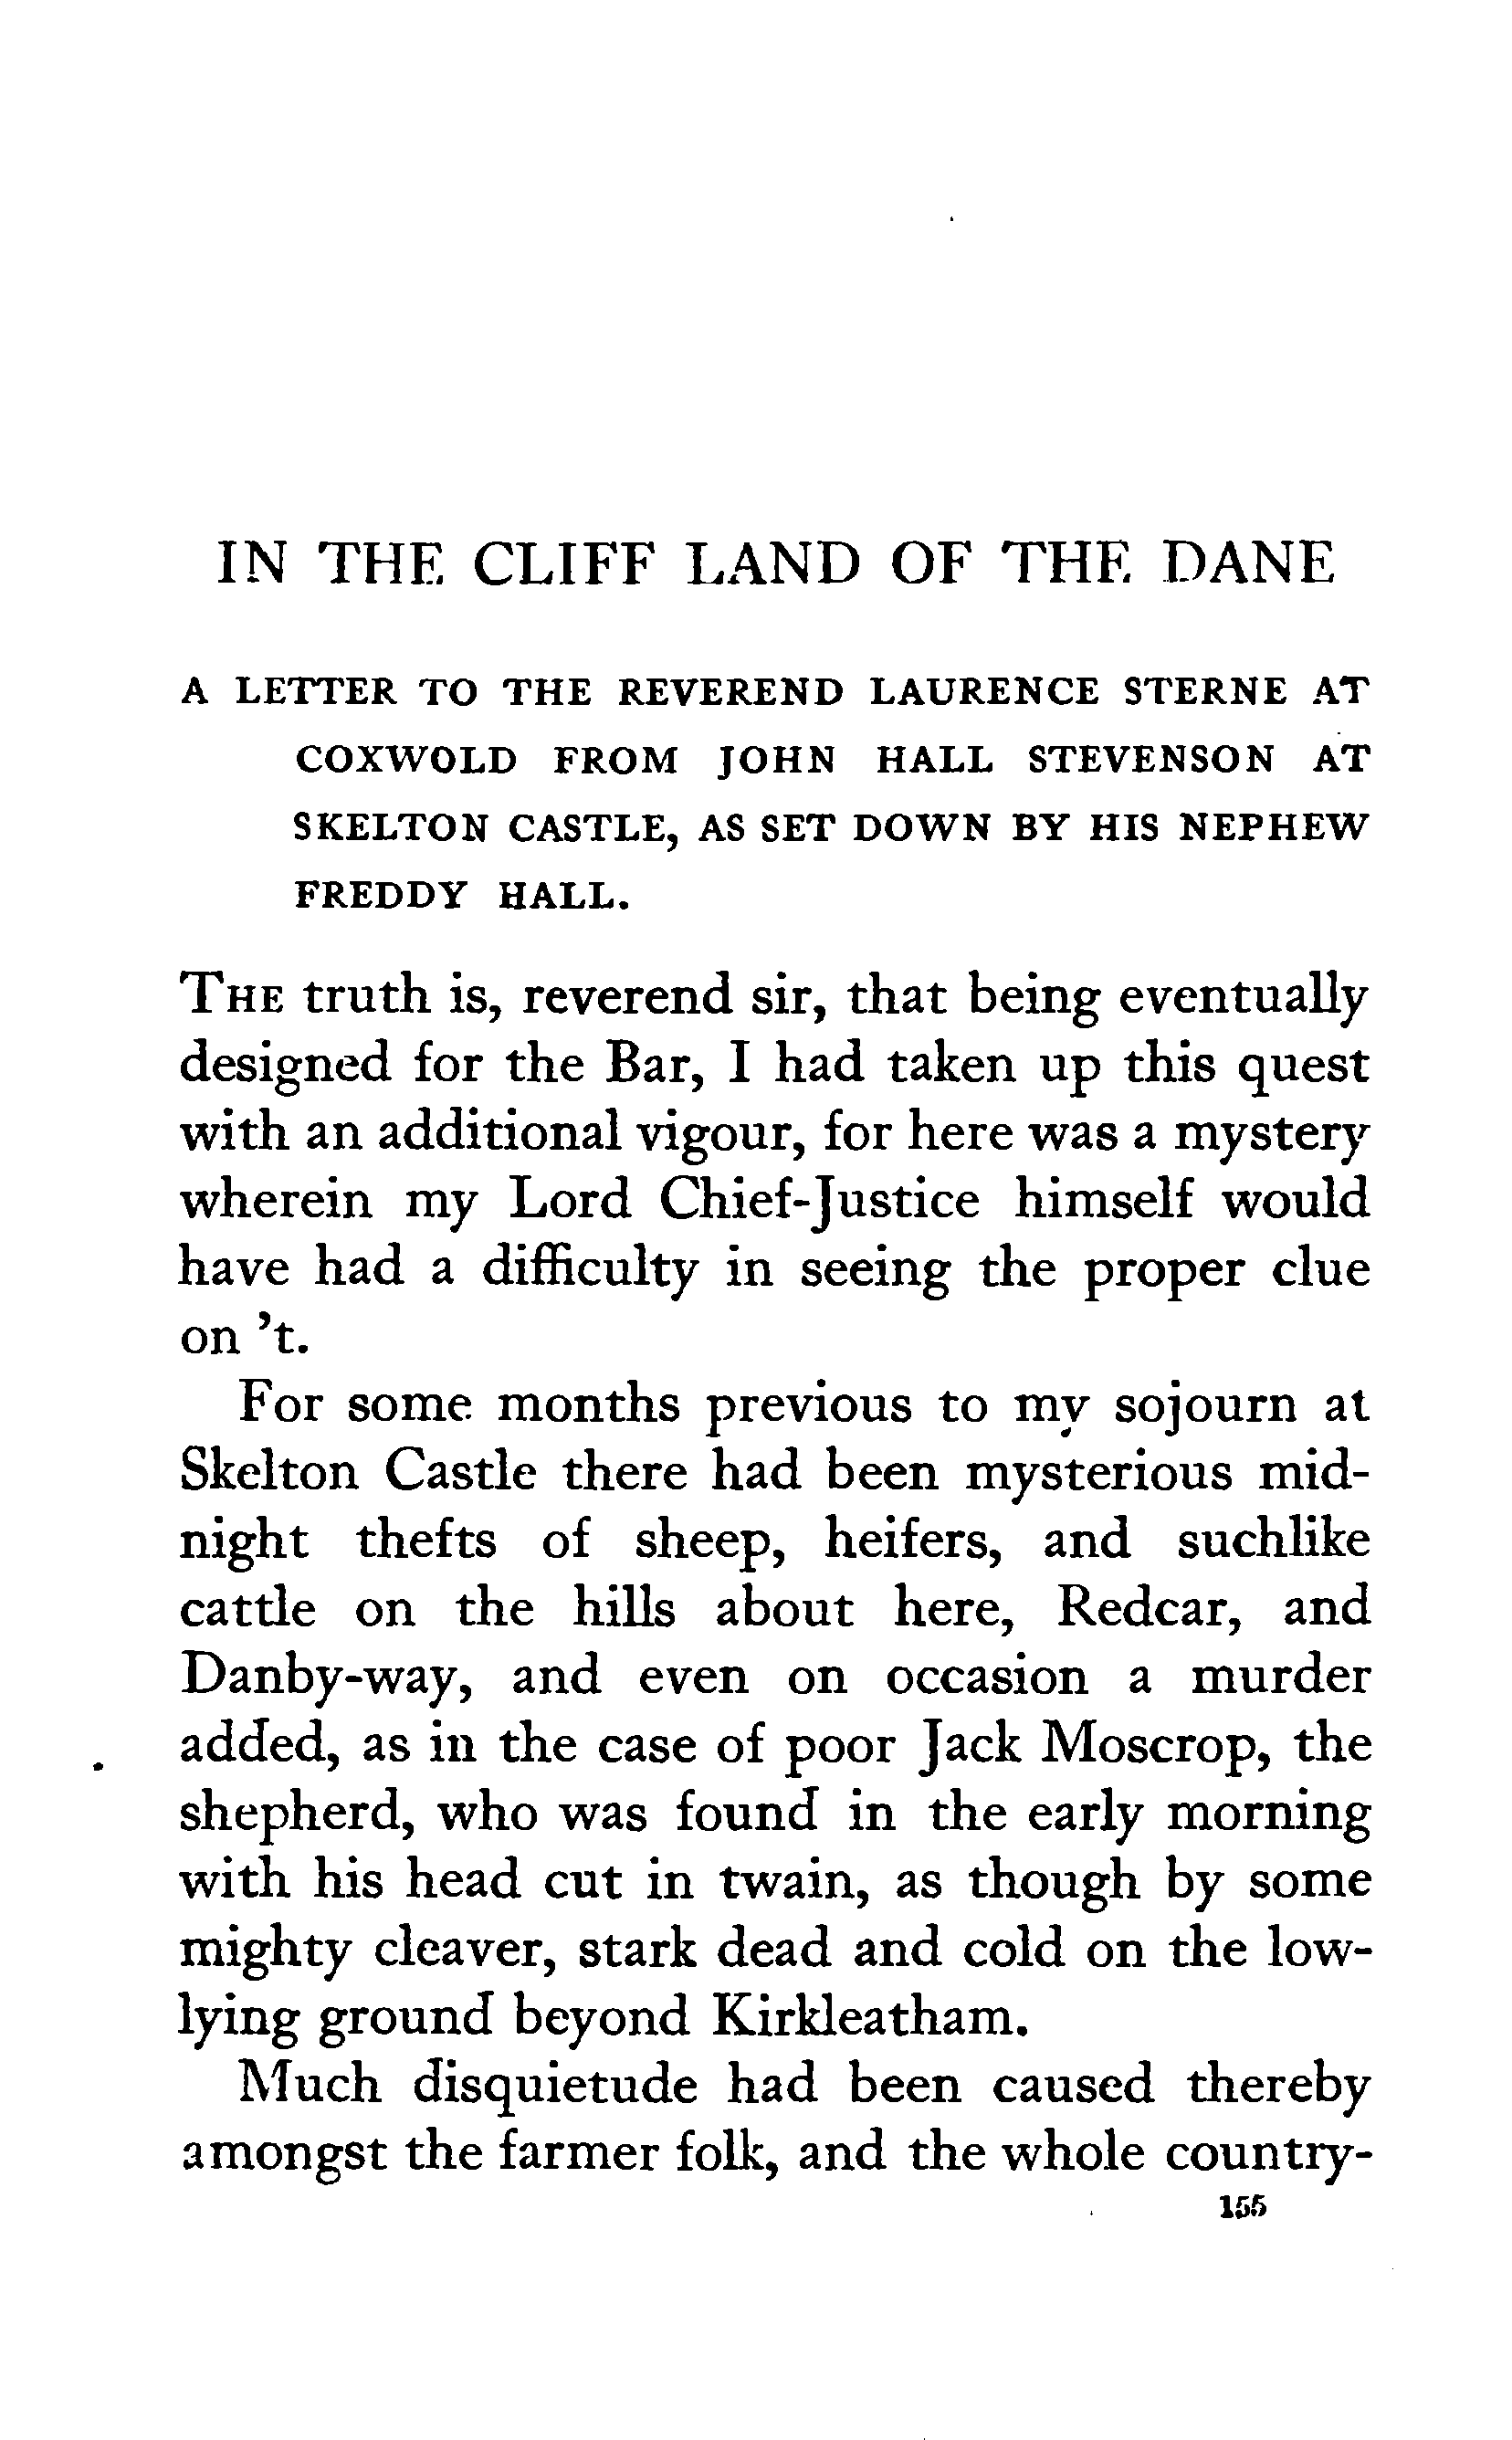 IN THE CLIFF LAND OF THE DANE
A LETTER TO THE REVEREND LAURENCE STERNE AT
COXWOLD FROM JOHN HALL STEVENSON AT
SKELTON CASTLE, AS SET DOWN BY HIS NEPHEW
FREDDY HALL.
THE truth is, reverend sir, that being eventually
designed for the Bar, I had taken up this quest
with an additional vigour, for here was a mystery
wherein my Lord Chief-Justice himself would
have had a difficulty in seeing the proper clue
on 't.
For some months previous to my sojourn at
Skelton Castle there had been mysterious mid-
night thefts of sheep, heifers, and suchlike
cattle on the hills about here, Redcar, and
Danby-way, and even on occasion a murder
added, as in the case of poor Jack Moscrop, the
shepherd, who was found in the early morning
with his head cut in twain, as though by some
mighty cleaver, stark dead and cold on the low-
lying ground beyond Kirkleatham.
Much disquietude had been caused thereby
amongst the farmer folk, and the whole country-
155